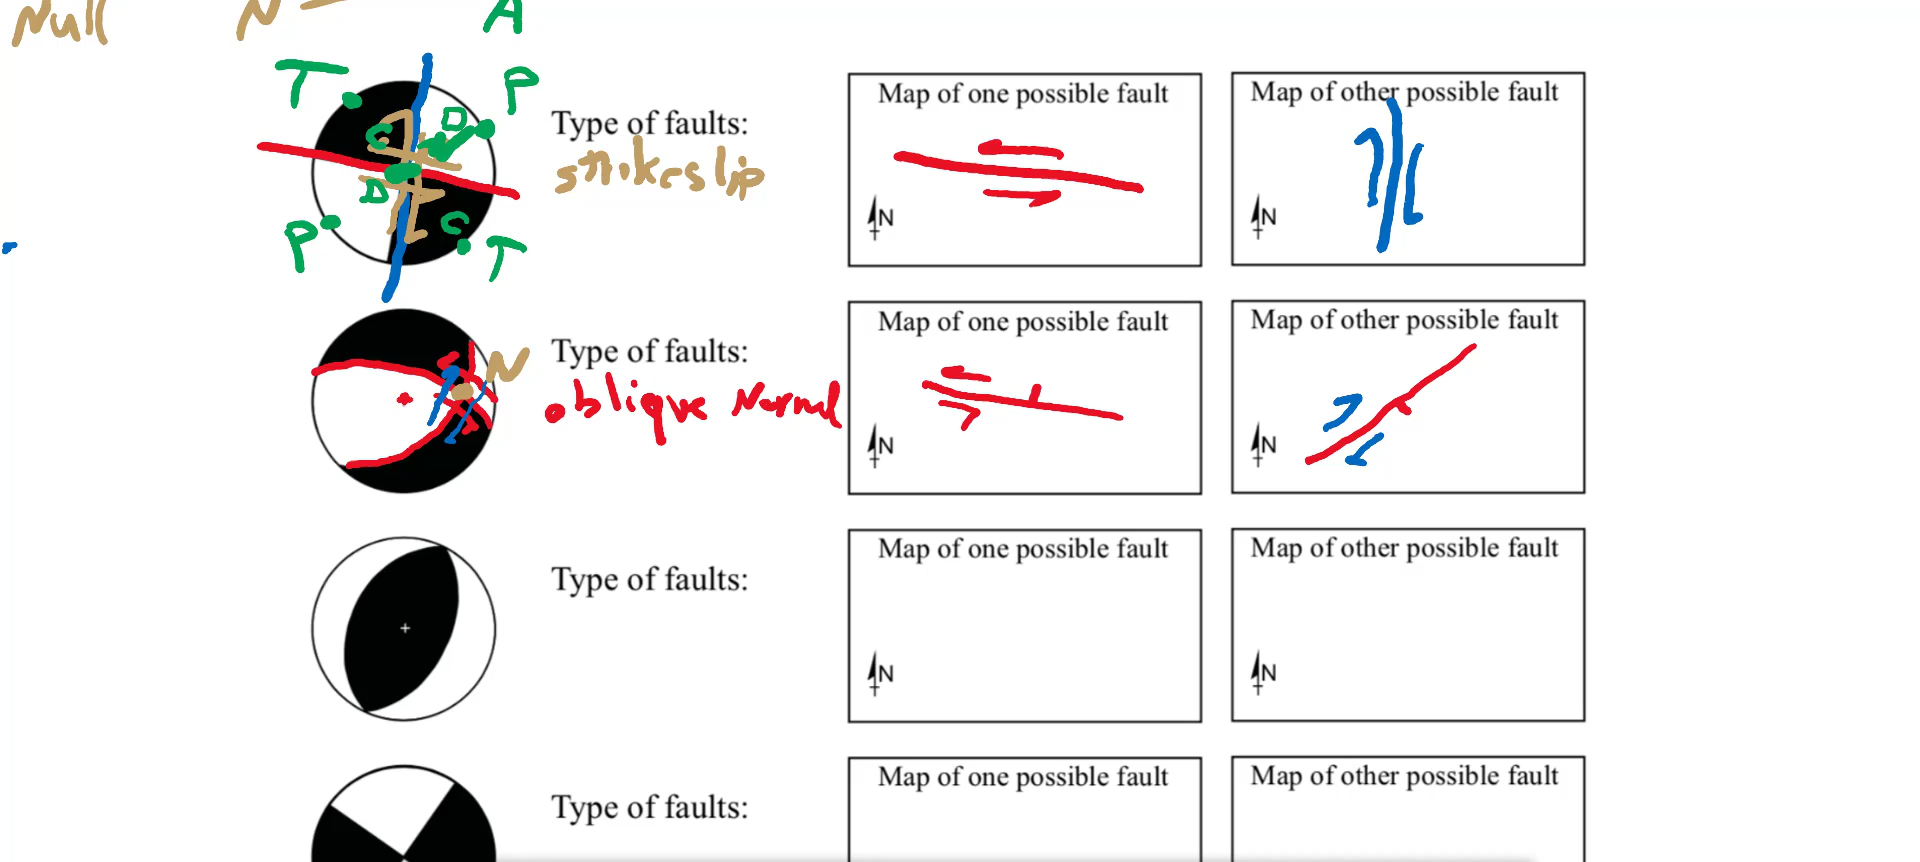 Null N A
T P
C D
D C
P T
Type of faults:
strikeslip
Map of one possible fault
N
Map of other possible fault
N
N
Type of faults:
oblique Normal
Map of one possible fault
N
Map of other possible fault
N
Type of faults:
Map of one possible fault
N
Map of other possible fault
N
Type of faults:
Map of one possible fault
Map of other possible fault